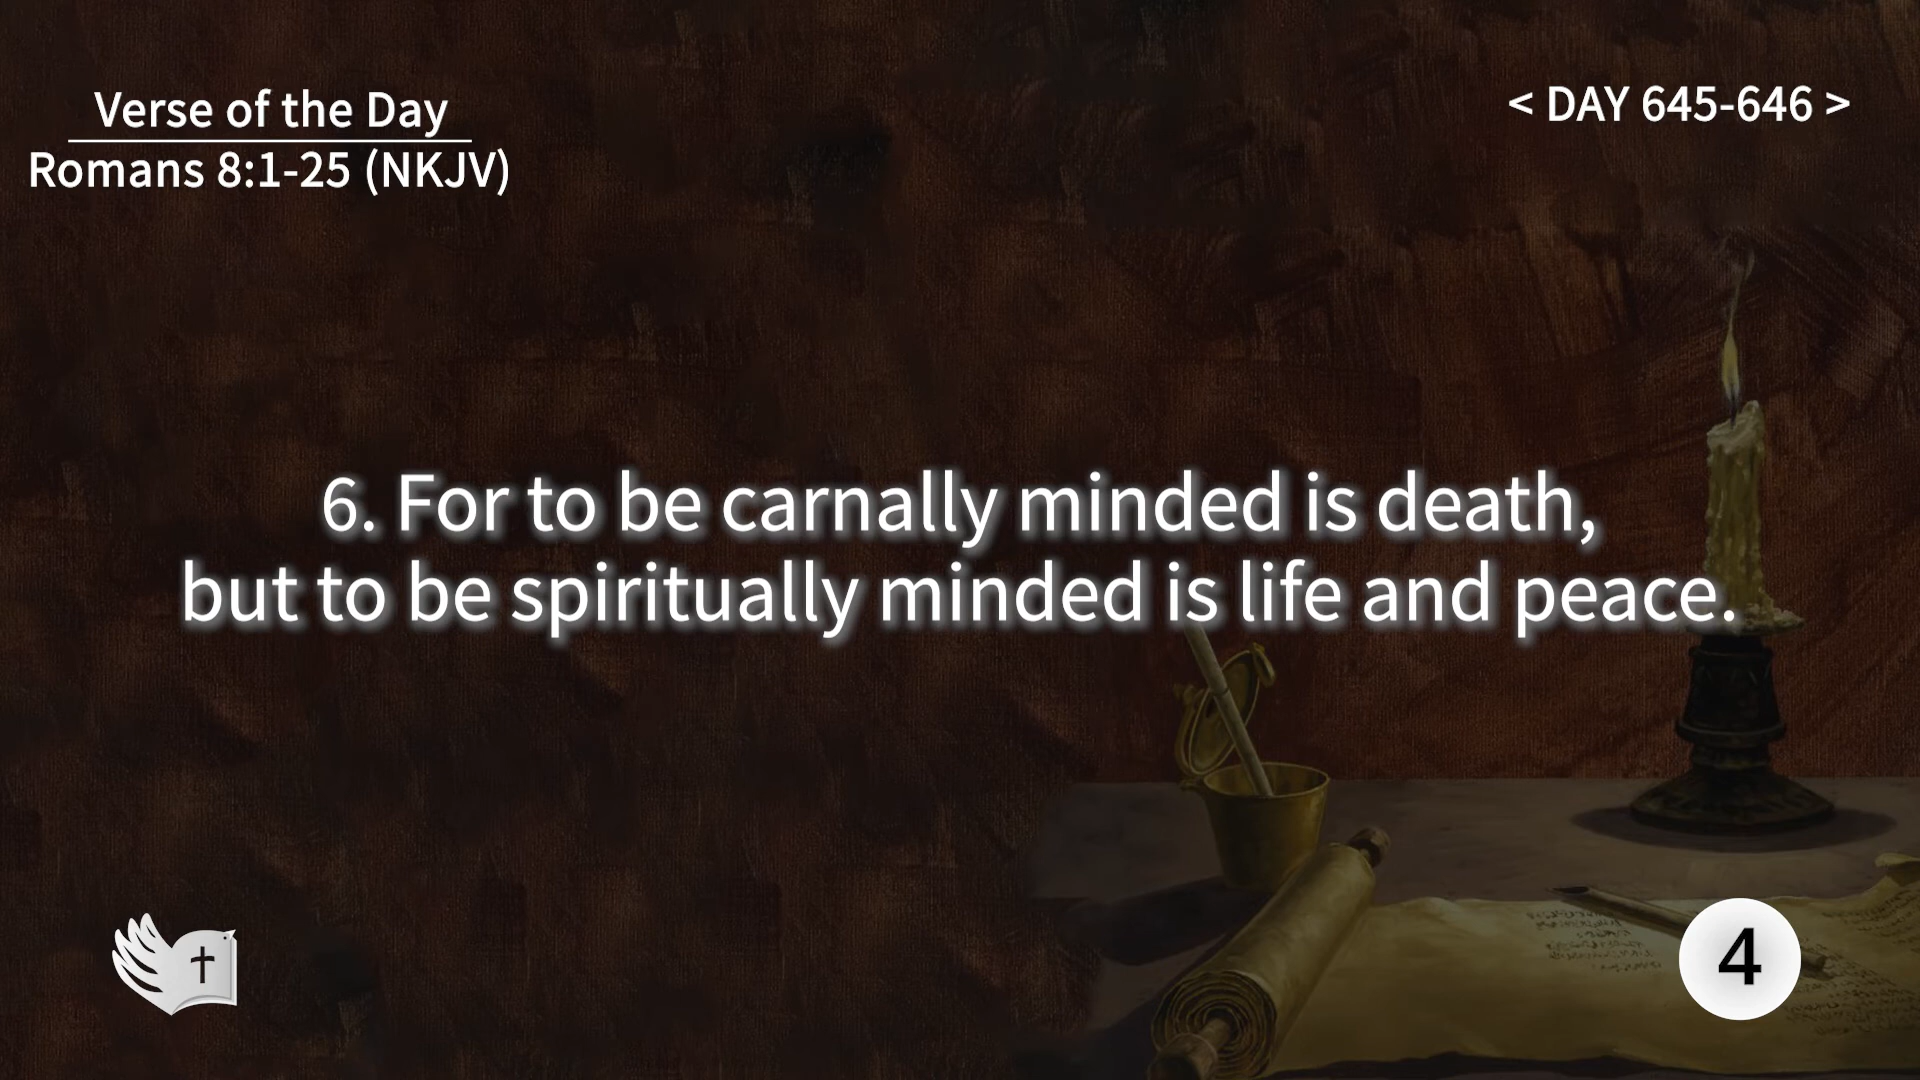 Verse of the Day
Romans 8:1-25 (NKJV)
< DAY 645-646 >
6. For to be carnally minded is death,
but to be spiritually minded is life and peace.
4